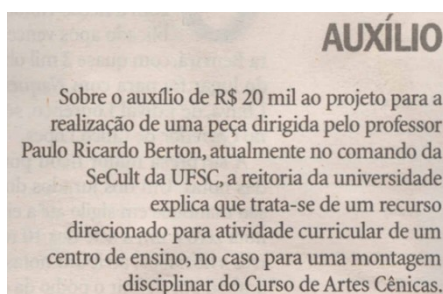 AUXÍLIO
Sobre o auxílio de R$ 20 mil ao projeto para a
realização de uma peça dirigida pelo professor
Paulo Ricardo Berton, atualmente no comando da
SeCult da UFSC, a reitoria da universidade
explica que trata-se de um recurso
direcionado para atividade curricular de um
centro de ensino, no caso para uma montagem
disciplinar do Curso de Artes Cênicas.